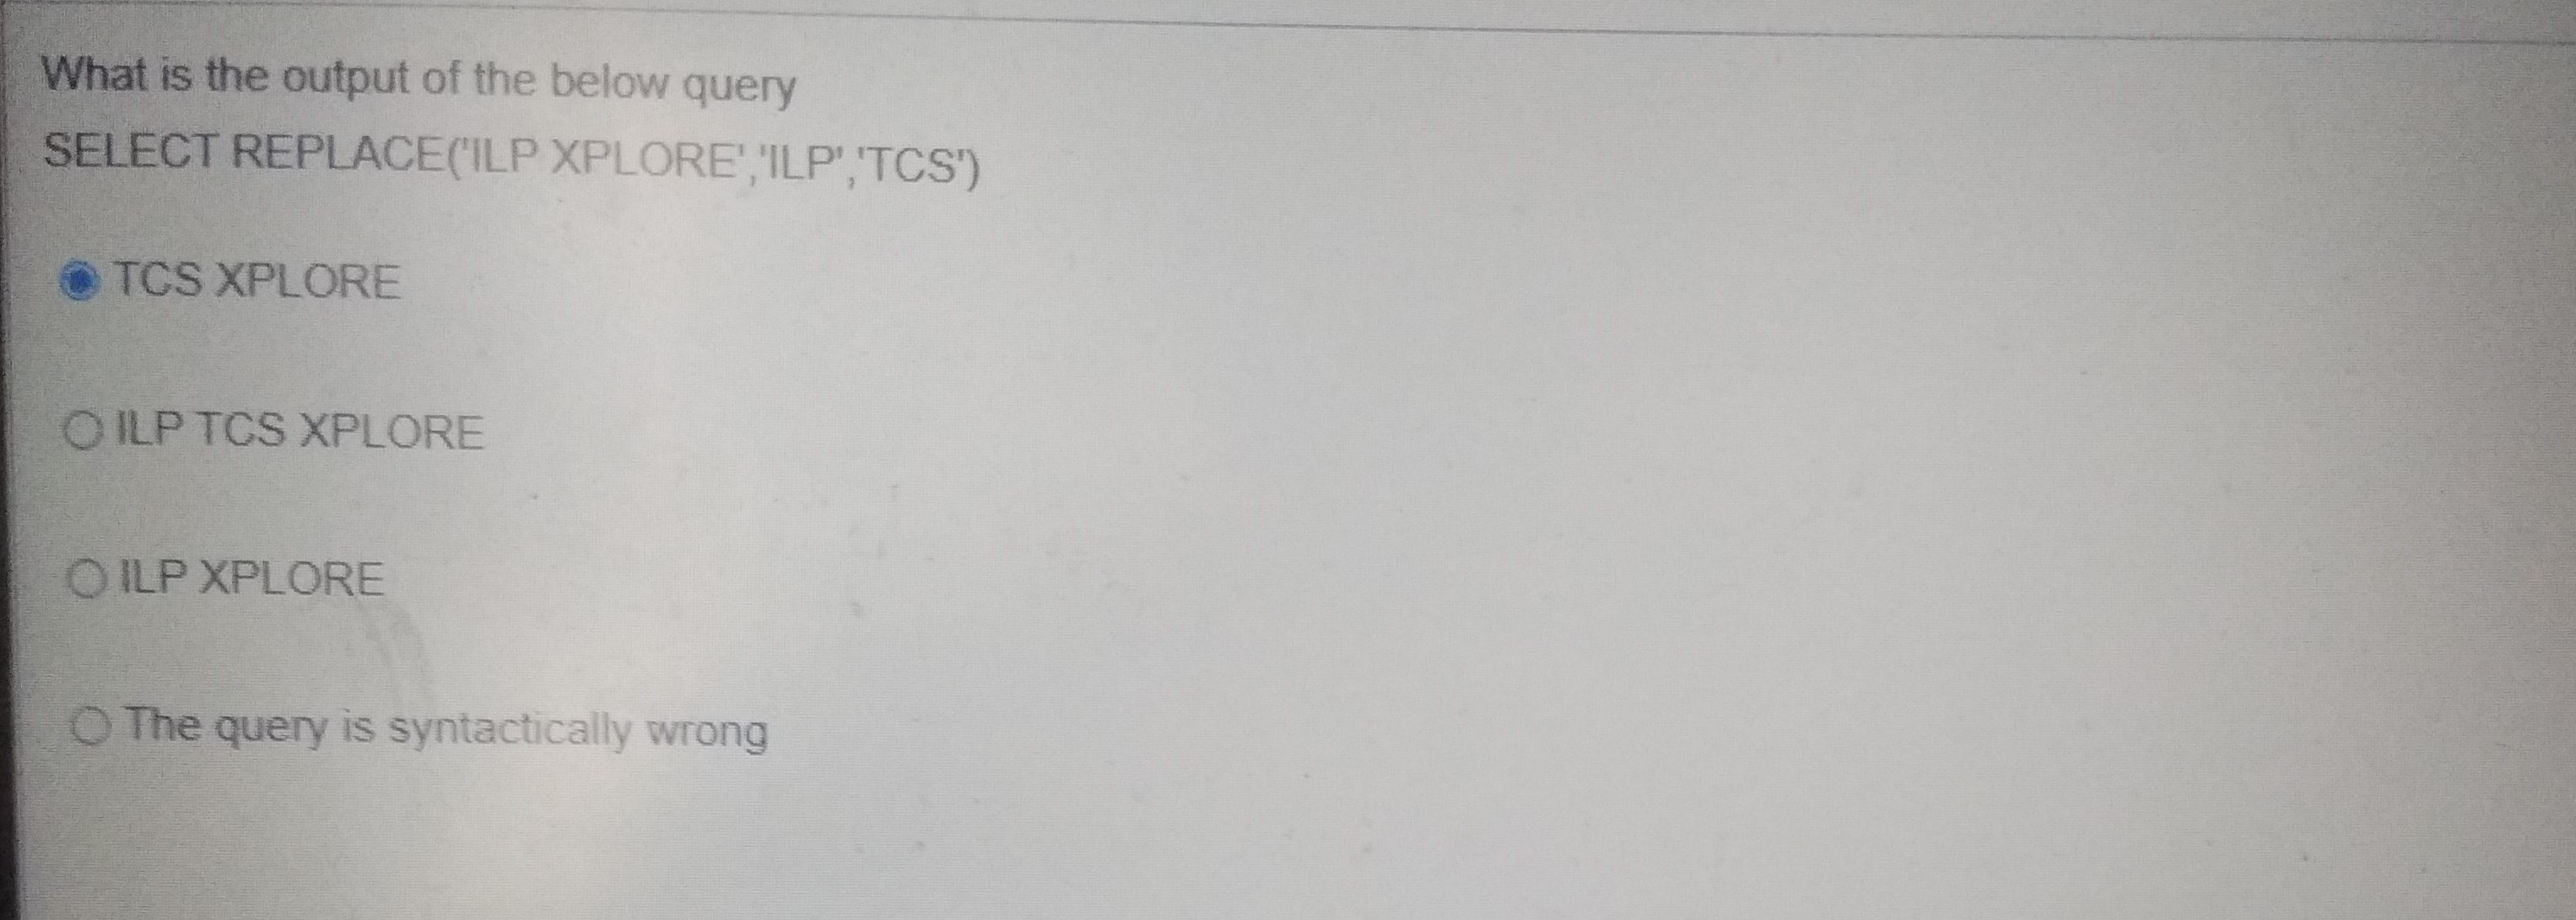 What is the output of the below query
SELECT REPLACE('ILP XPLORE','ILP','TCS')
TCS XPLORE
ILP TCS XPLORE
ILP XPLORE
The query is syntactically wrong